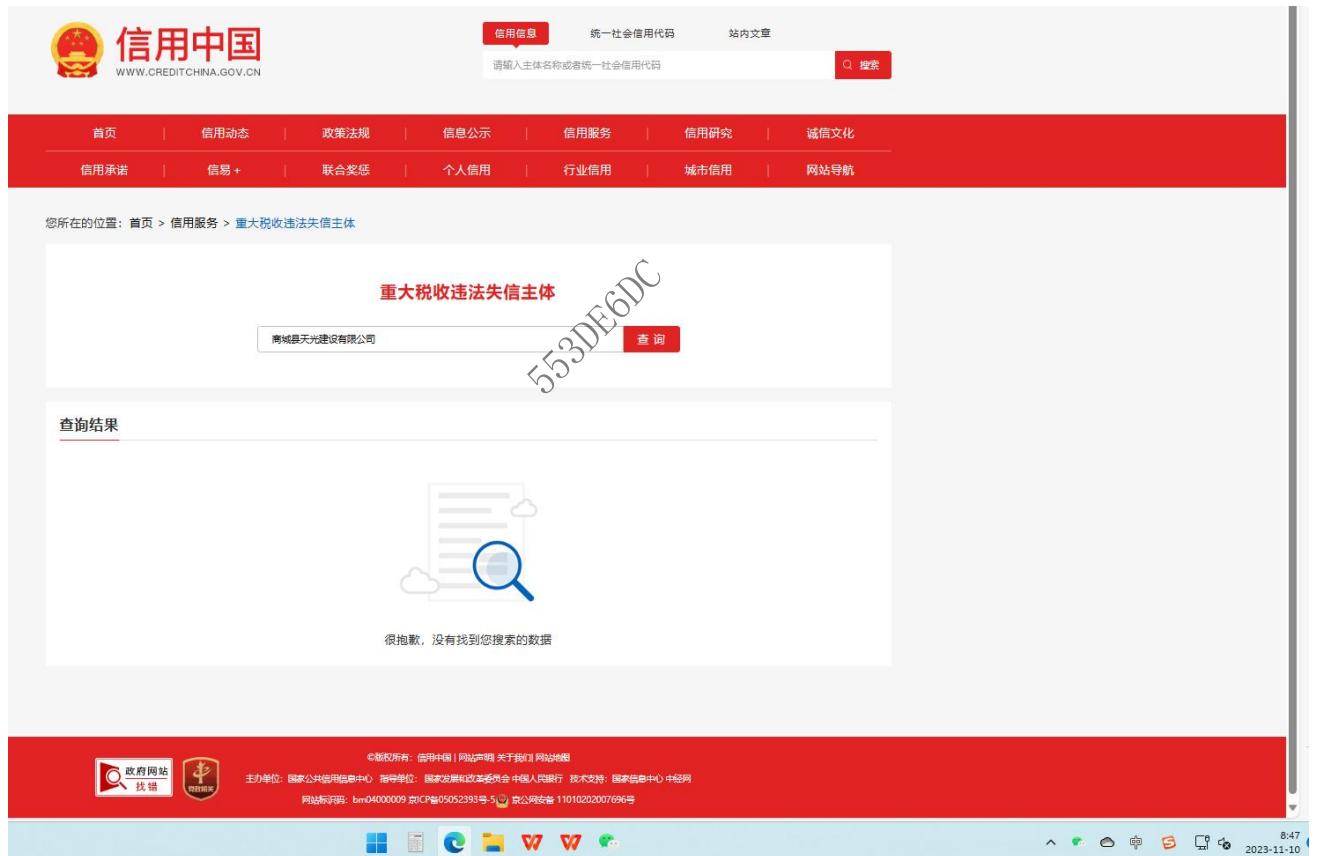 信用中国
WWW.CREDITCHINA.GOV.CN
信用信息 统一社会信用代码 站内文章
请输入主体名称或者统一社会信用代码 搜索
首页 | 信用动态 | 政策法规 | 信息公示 | 信用服务 | 信用研究 | 诚信文化
信用承诺 | 信易+ | 联合奖惩 | 个人信用 | 行业信用 | 城市信用 | 网站导航
您所在的位置：首页 > 信用服务 > 重大税收违法失信主体
重大税收违法失信主体
商城县天光建设有限公司 查询
553DE6DC
查询结果
很抱歉，没有找到您搜索的数据
©版权所有：信用中国 | 网站声明| 关于我们| 网站地图
政府网站
找错
党政机关
主办单位：国家公共信用信息中心 指导单位：国家发展和改革委员会 中国人民银行 技术支持：国家信息中心 中经网
网站标识码：bm04000009 京ICP备05052393号-5 京公网安备 11010202007696号
中
8:47
2023-11-10